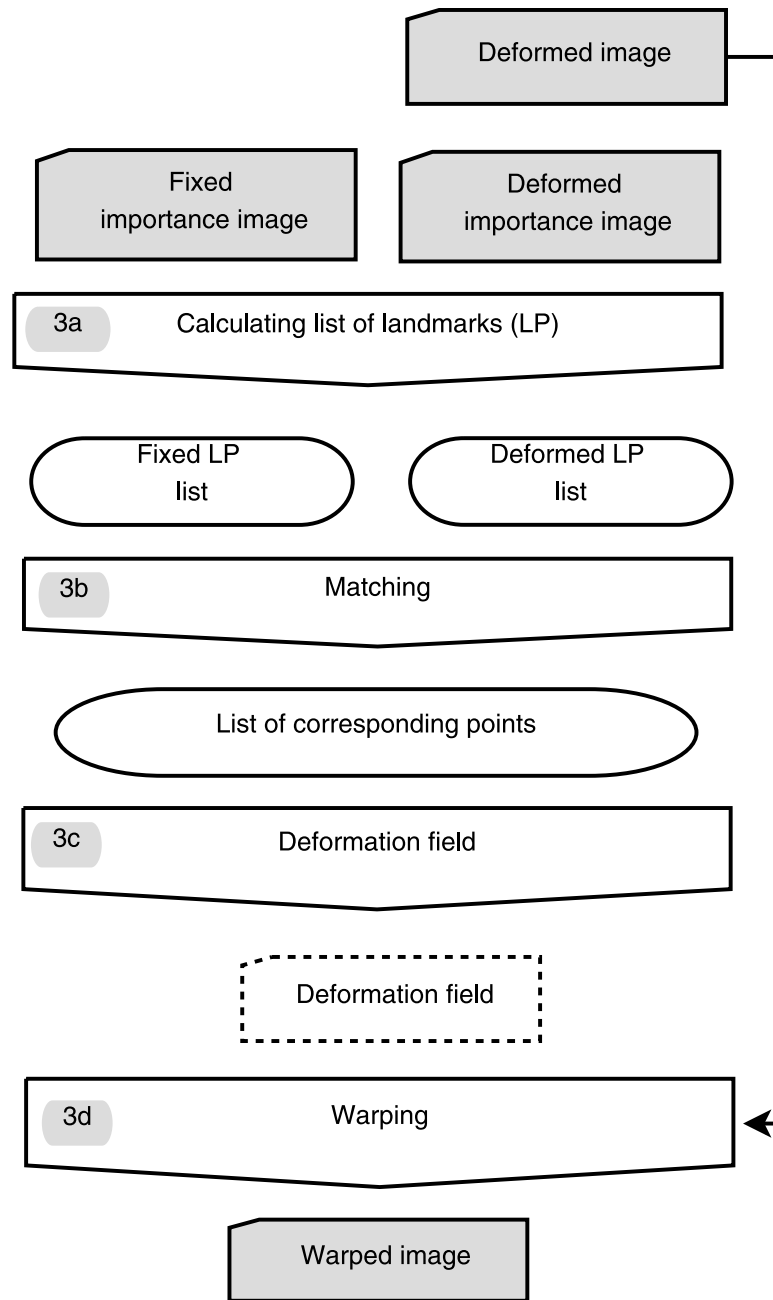 Deformed image
Fixed
importance image
Deformed
importance image
3a
Calculating list of landmarks (LP)
Fixed LP
list
Deformed LP
list
3b
Matching
List of corresponding points
3c
Deformation field
Deformation field
3d
Warping
Warped image